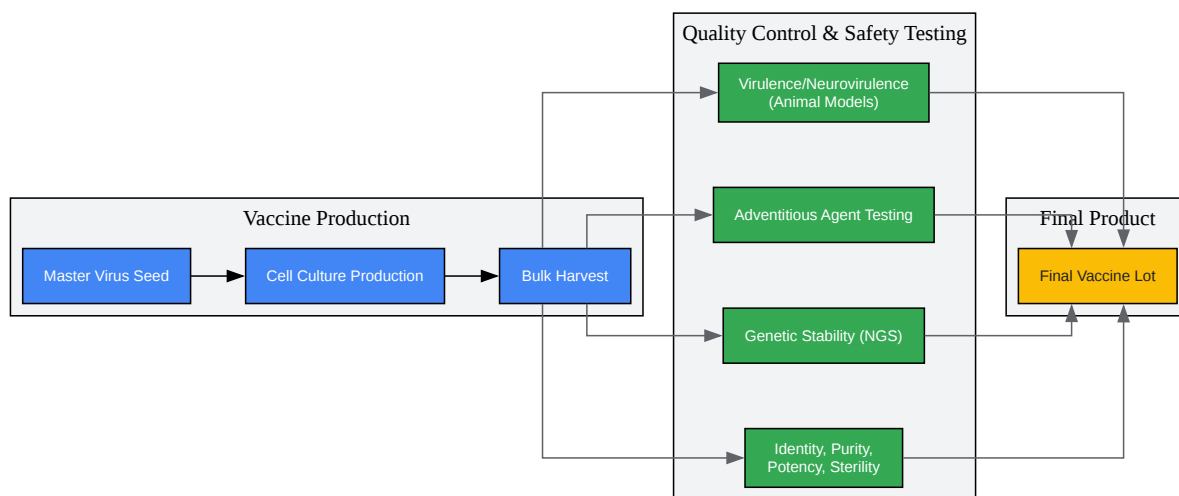 Quality Control & Safety Testing
Virulence/Neurovirulence
(Animal Models)
Vaccine Production
Adventitious Agent Testing
Final Product
Master Virus Seed
Cell Culture Production
Bulk Harvest
Final Vaccine Lot
Genetic Stability (NGS)
Identity, Purity,
Potency, Sterility